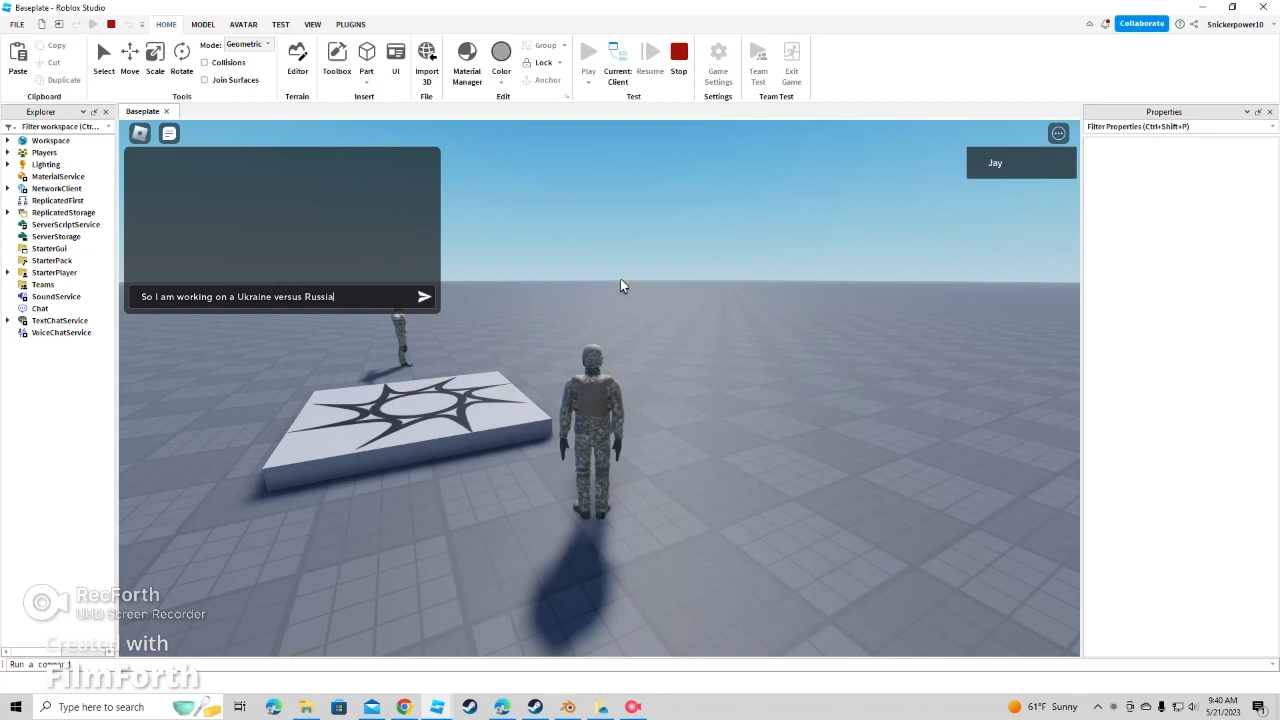 Baseplate - Roblox Studio
FILE HOME MODEL AVATAR TEST VIEW PLUGINS Collaborate Snickerpower10
Paste Copy Cut Duplicate Clipboard
Select Move Scale Rotate Mode: Geometric Collisions Join Surfaces Tools
Editor Terrain
Toolbox Part UI Insert
Import 3D File
Material Manager Color Group Lock Anchor Edit
Play Current: Client Resume Stop Test
Game Settings Settings
Team Test Exit Game Team Test
Explorer Baseplate Properties
Filter workspace (Ctr... Filter Properties (Ctrl+Shift+P)
Workspace
Players
Lighting
MaterialService
NetworkClient
ReplicatedFirst
ReplicatedStorage
ServerScriptService
ServerStorage
StarterGui
StarterPack
StarterPlayer
Teams
SoundService
Chat
TextChatService
VoiceChatService
Jay
So I am working on a Ukraine versus Russia
RecForth
UHD Screen Recorder
Created with
FilmForth
Run a command
Type here to search 61°F Sunny 9:40 AM
5/21/2023